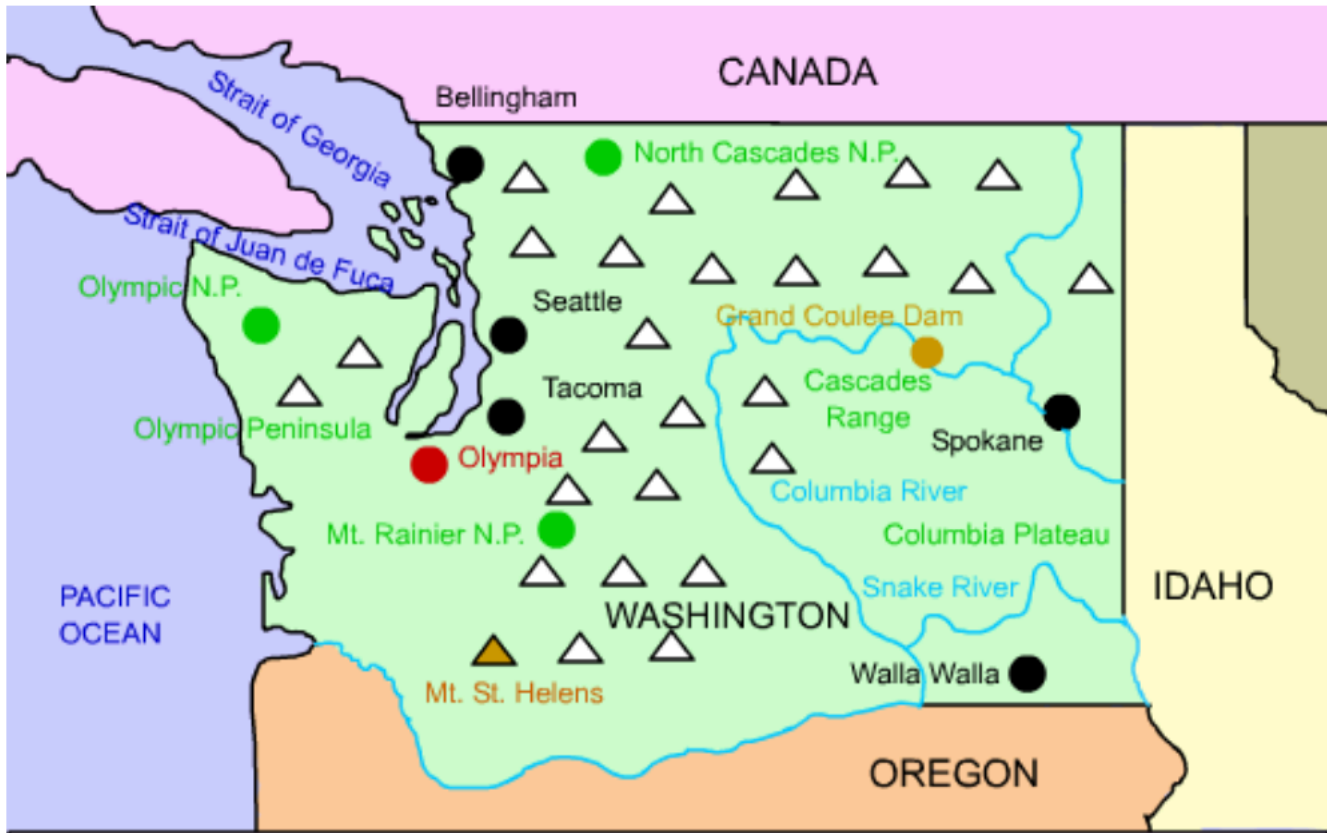 CANADA
Bellingham
Strait of Georgia
North Cascades N.P.
Strait of Juan de Fuca
Olympic N.P.
Seattle
Grand Coulee Dam
Tacoma
Cascades
Range
Olympic Peninsula
Spokane
Olympia
Columbia River
Mt. Rainier N.P.
Columbia Plateau
PACIFIC
OCEAN
Snake River
IDAHO
WASHINGTON
Walla Walla
Mt. St. Helens
OREGON